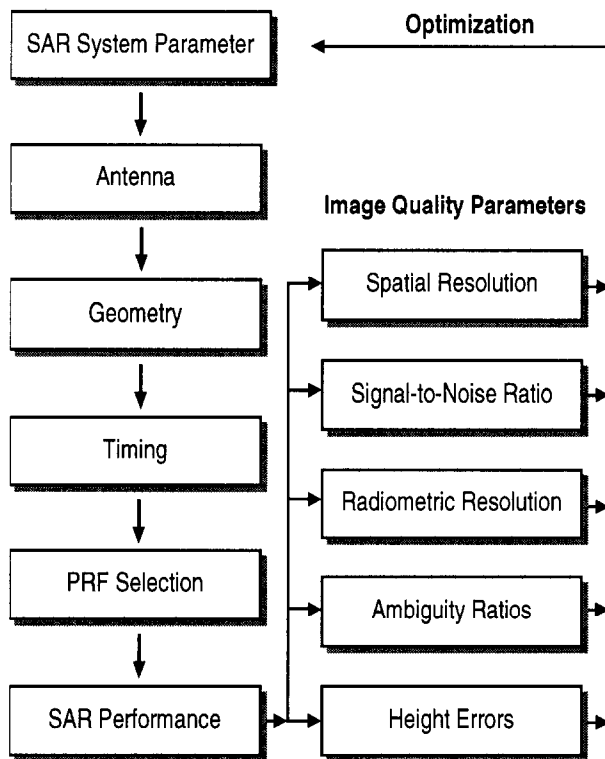 SAR System Parameter
Optimization
Antenna
Image Quality Parameters
Geometry
Spatial Resolution
Timing
Signal-to-Noise Ratio
PRF Selection
Radiometric Resolution
Ambiguity Ratios
SAR Performance
Height Errors